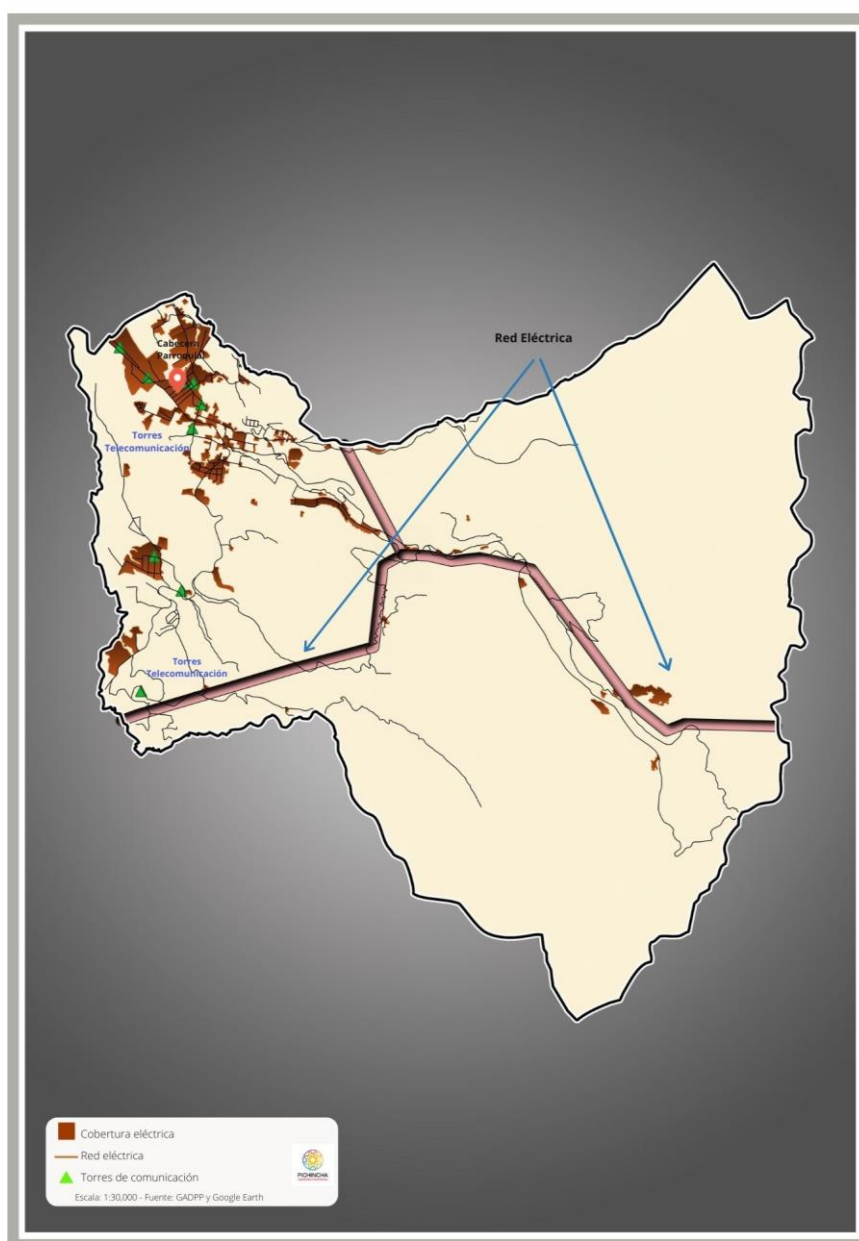 Red Eléctrica
Cabecera
Parroquial
Torres
Telecomunicación
Torres
Telecomunicación
Cobertura eléctrica
Red eléctrica
Torres de comunicación
Escala: 1:30,000 - Fuente: GADPP y Google Earth
PICHINCHA